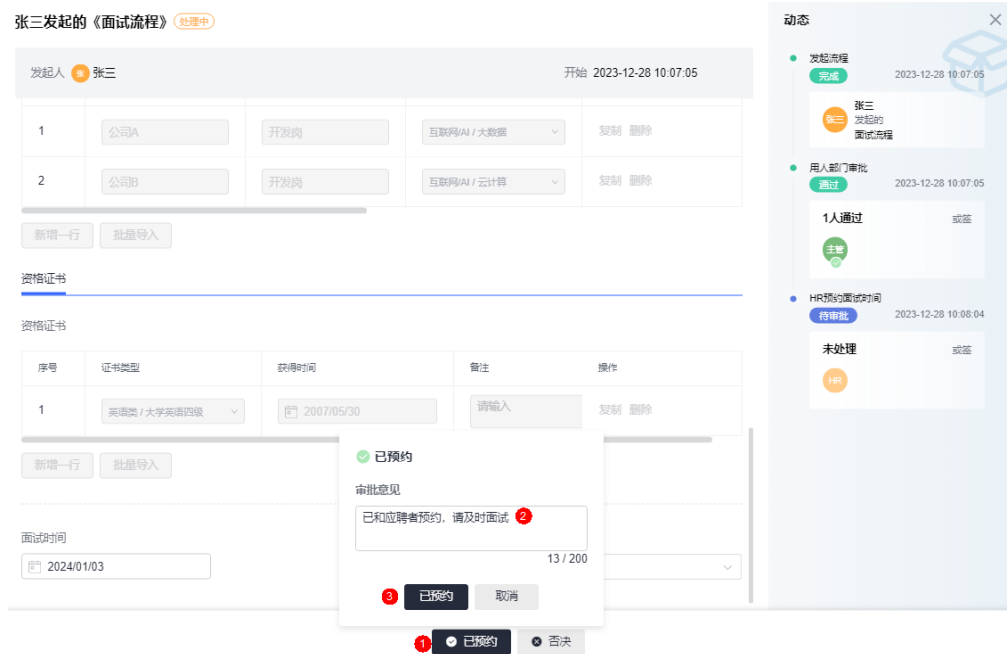 张三发起的《面试流程》 处理中
发起人 张 张三
开始 2023-12-28 10:07:05
1 公司A 开发岗 互联网/AI / 大数据 复制 删除
2 公司B 开发岗 互联网/AI / 云计算 复制 删除
新增一行 批量导入
资格证书
资格证书
序号 证书类型 获得时间 备注 操作
1 英语类 / 大学英语四级 2007/05/30 请输入 复制 删除
新增一行 批量导入
面试时间
2024/01/03
已预约
审批意见
已和应聘者预约，请及时面试 2
13 / 200
3 已预约 取消
1 已预约 否决
动态
发起流程
完成 2023-12-28 10:07:05
张三
张三
发起的
面试流程
用人部门审批
通过 2023-12-28 10:07:05
1人通过 或签
主管
HR预约面试时间
待审批 2023-12-28 10:08:04
未处理 或签
HR